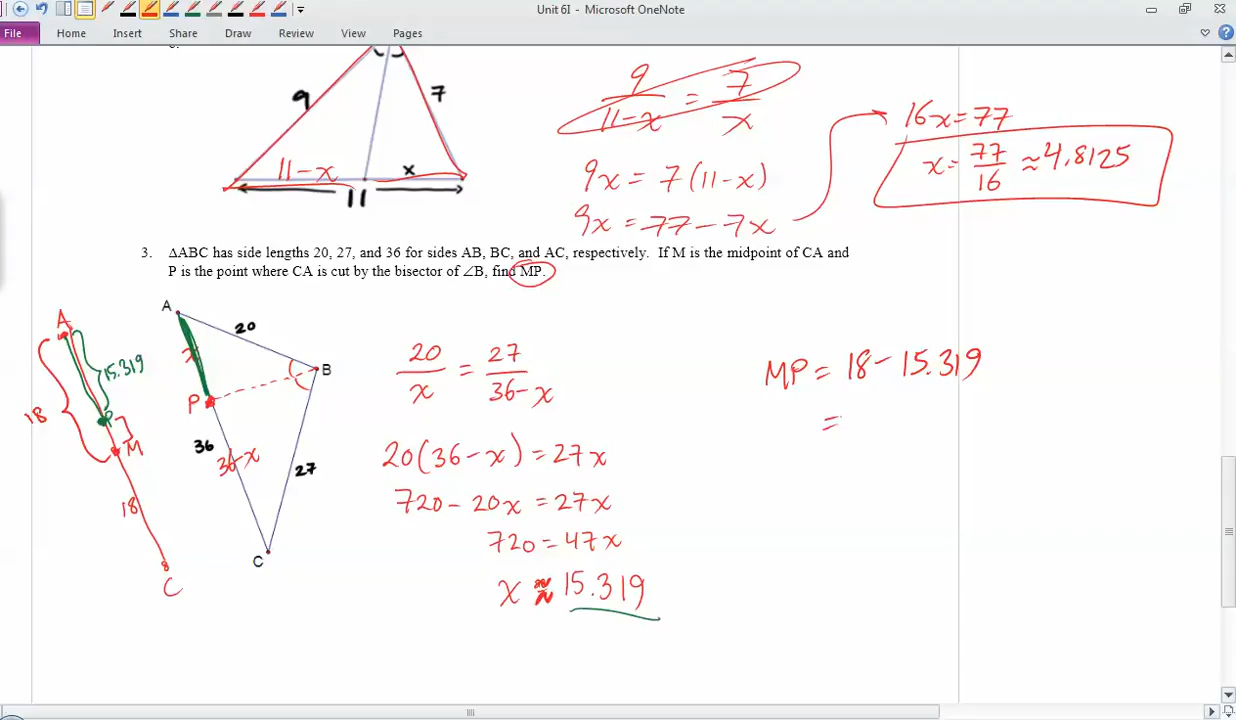 Unit 6I - Microsoft OneNote
File Home Insert Share Draw Review View Pages
9
7
11-x
x
11
9/11-x = 7/x
9x = 7(11-x)
9x = 77-7x
16x = 77
x = 77/16 ≈ 4.8125
3. ΔABC has side lengths 20, 27, and 36 for sides AB, BC, and AC, respectively. If M is the midpoint of CA and
P is the point where CA is cut by the bisector of ∠B, find MP.
A
15.319
18
P
M
18
C
A
20
x
B
P
36
36-x
27
C
20/x = 27/36-x
20(36-x) = 27x
720-20x = 27x
720 = 47x
x ≈ 15.319
MP = 18-15.319
=